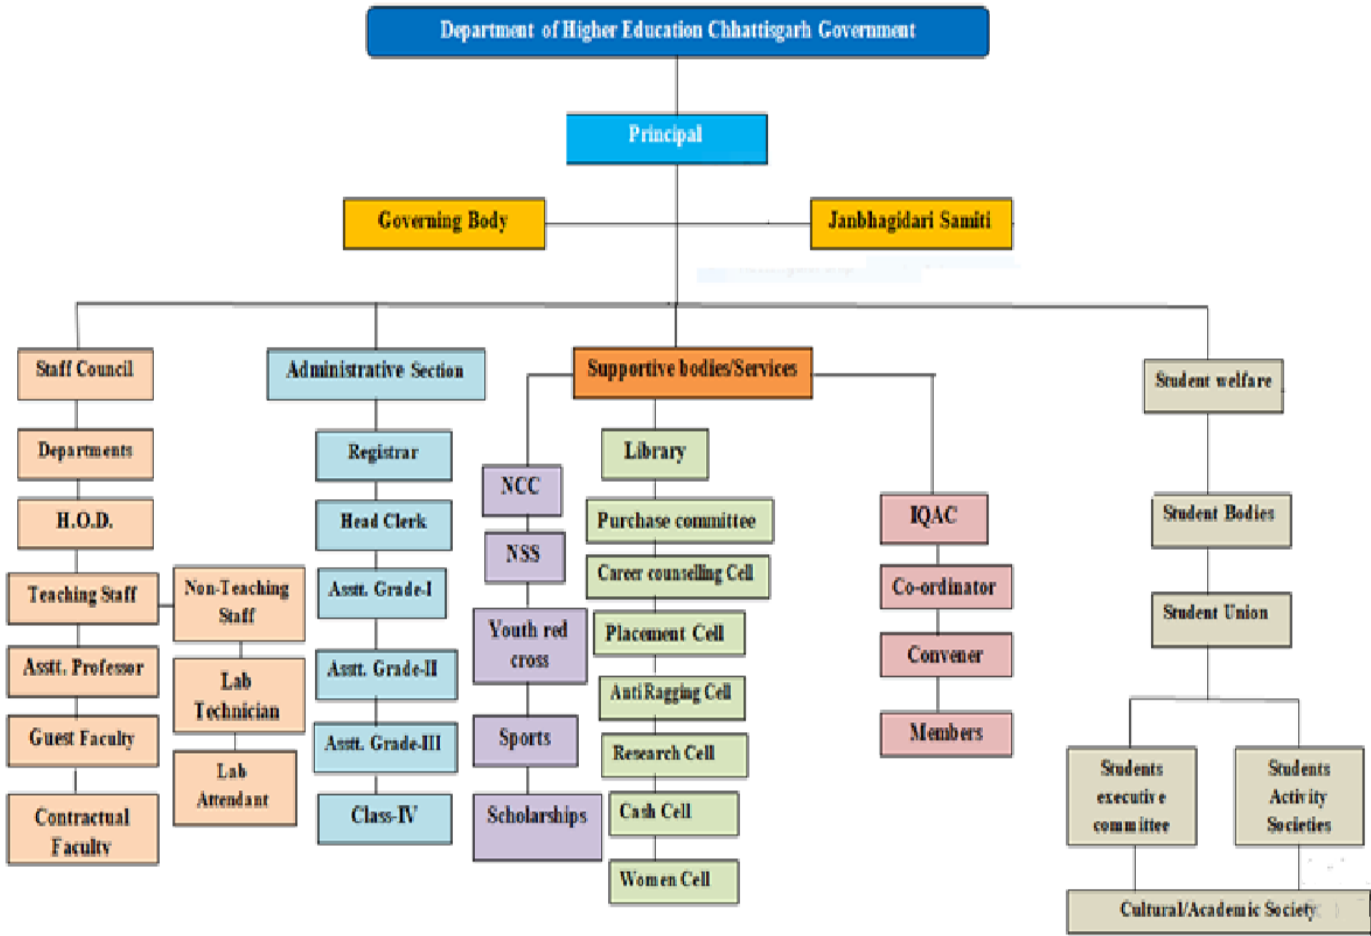 Department of Higher Education Chhattisgarh Government
Principal
Governing Body
Janbhagidari Samiti
Staff Council
Departments
H.O.D.
Teaching Staff
Asstt. Professor
Guest Faculty
Contractual
Faculty
Non-Teaching
Staff
Lab
Technician
Lab
Attendant
Administrative Section
Registrar
Head Clerk
Asstt. Grade-I
Asstt. Grade-II
Asstt. Grade-III
Class-IV
Supportive bodies/Services
NCC
NSS
Youth red
cross
Sports
Scholarships
Library
Purchase committee
Career counselling Cell
Placement Cell
Anti Ragging Cell
Research Cell
Cash Cell
Women Cell
IQAC
Co-ordinator
Convener
Members
Student welfare
Student Bodies
Student Union
Students
executive
committee
Students
Activity
Societies
Cultural/Academic Society